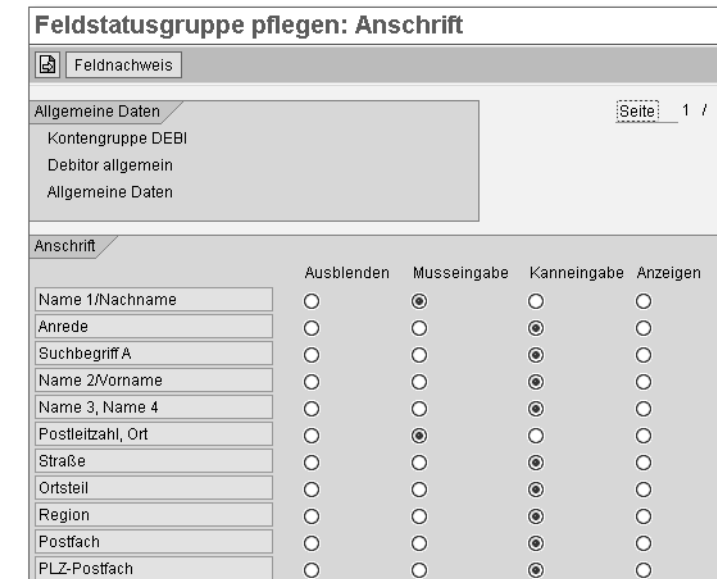 Feldstatusgruppe pflegen: Anschrift
Feldnachweis
Allgemeine Daten
Seite 1 /
Kontengruppe DEBI
Debitor allgemein
Allgemeine Daten
Anschrift
Ausblenden Musseingabe Kanneingabe Anzeigen
Name 1/Nachname
Anrede
Suchbegriff A
Name 2/Vorname
Name 3, Name 4
Postleitzahl, Ort
Straße
Ortsteil
Region
Postfach
PLZ-Postfach